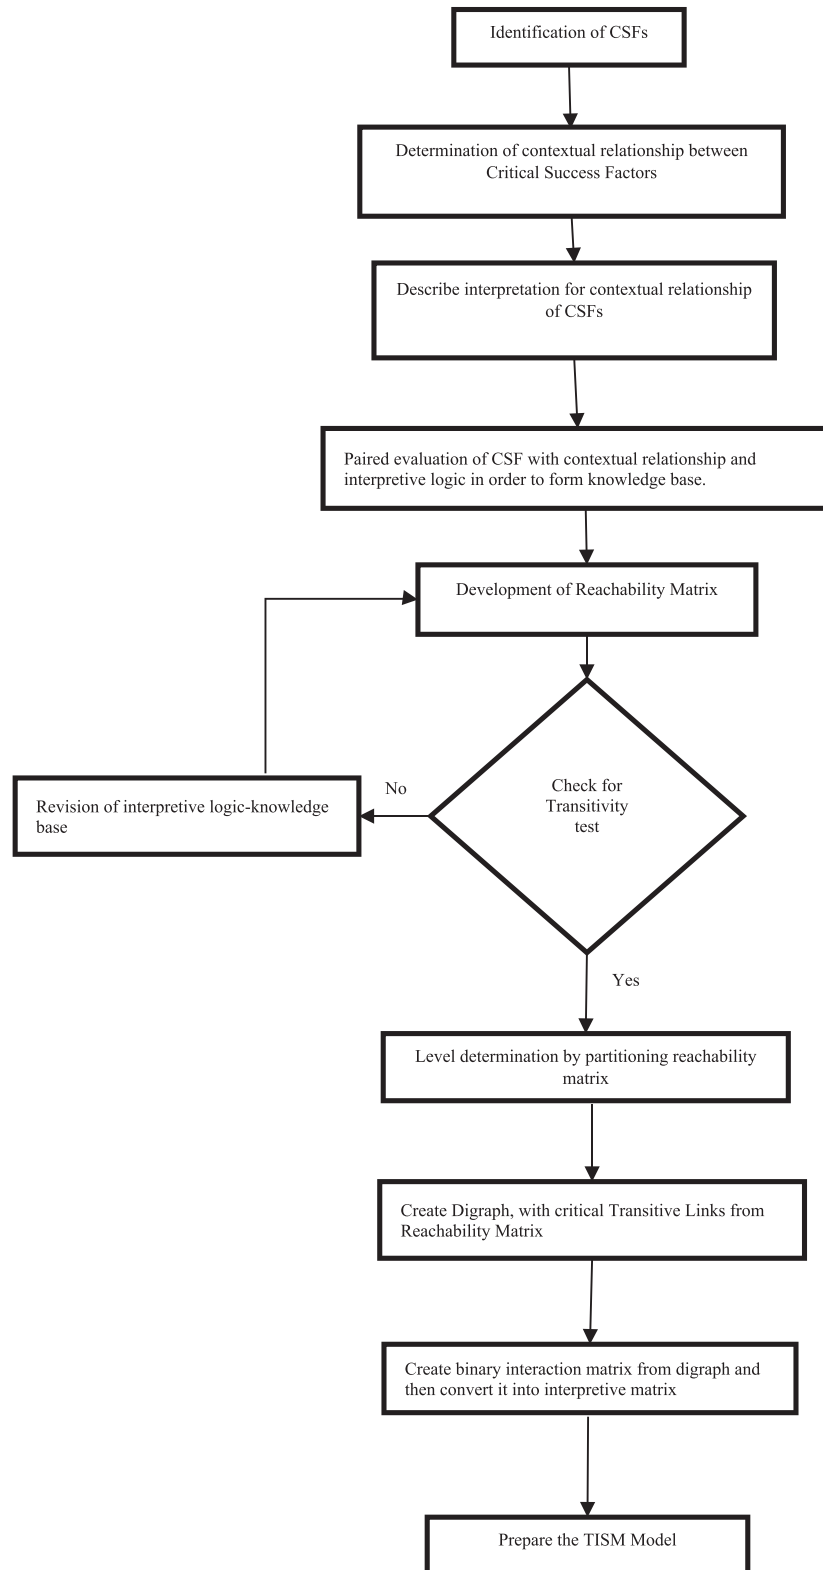 Identification of CSFs
Determination of contextual relationship between
Critical Success Factors
Describe interpretation for contextual relationship
of CSFs
Paired evaluation of CSF with contextual relationship and
interpretive logic in order to form knowledge base.
Development of Reachability Matrix
Check for
Transitivity
test
No
Revision of interpretive logic-knowledge
base
Yes
Level determination by partitioning reachability
matrix
Create Digraph, with critical Transitive Links from
Reachability Matrix
Create binary interaction matrix from digraph and
then convert it into interpretive matrix
Prepare the TISM Model